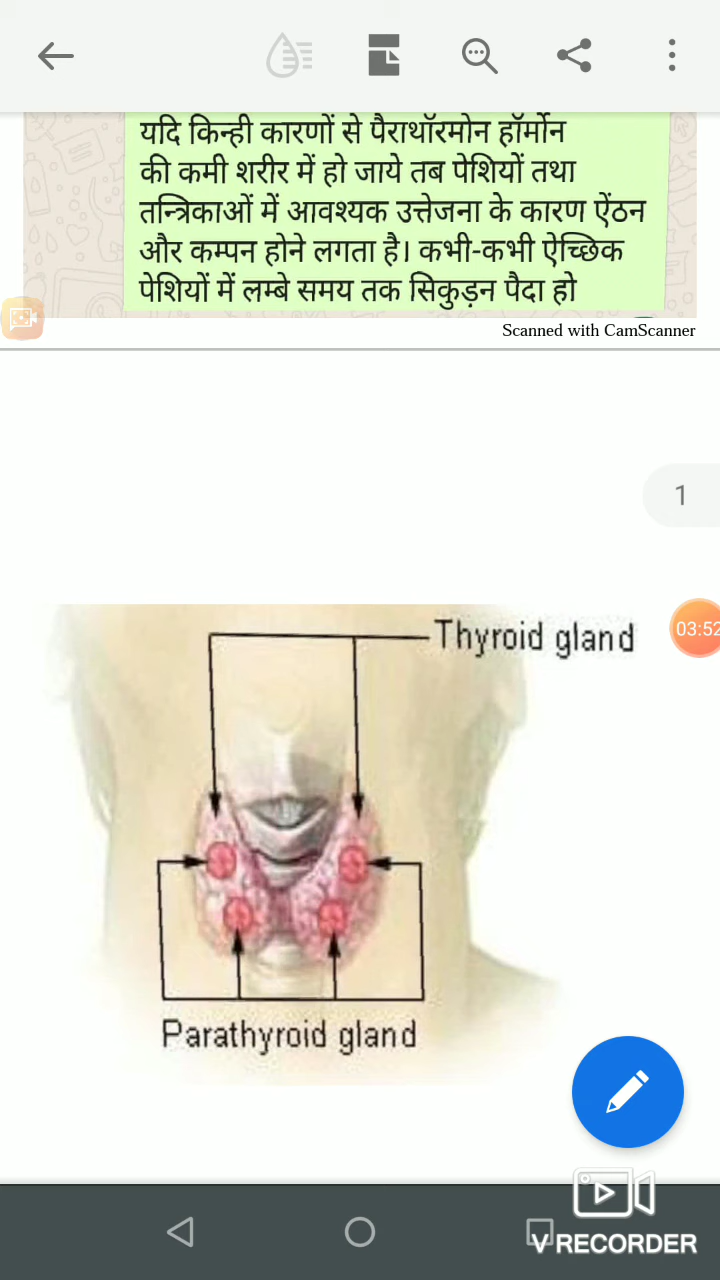 यदि किन्ही कारणों से पैराथॉरमोन हॉर्मोन
की कमी शरीर में हो जाये तब पेशियों तथा
तन्त्रिकाओं में आवश्यक उत्तेजना के कारण ऐंठन
और कम्पन होने लगता है। कभी-कभी ऐच्छिक
पेशियों में लम्बे समय तक सिकुड़न पैदा हो
Scanned with CamScanner
1
Thyroid gland
03:52
Parathyroid gland
V RECORDER